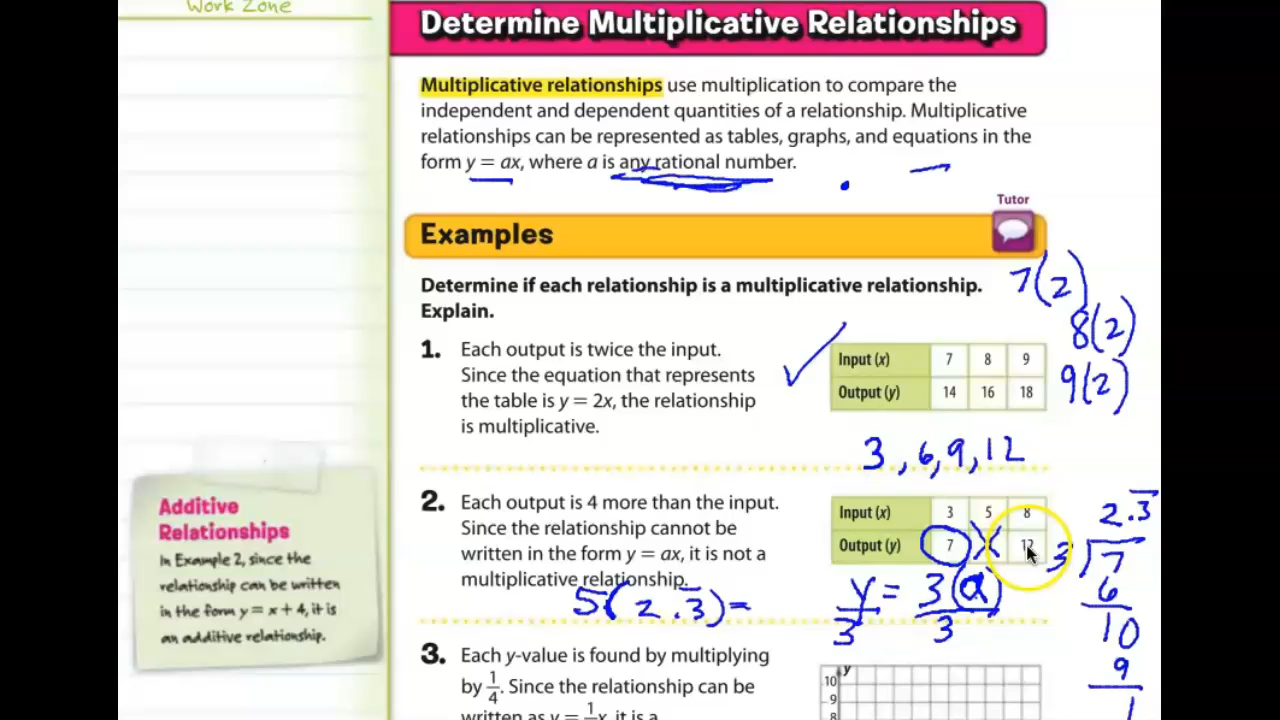 Work Zone
Determine Multiplicative Relationships
Multiplicative relationships use multiplication to compare the
independent and dependent quantities of a relationship. Multiplicative
relationships can be represented as tables, graphs, and equations in the
form y = ax, where a is any rational number.
Tutor
Examples
Determine if each relationship is a multiplicative relationship.
Explain.
7(2)
8(2)
9(2)
1. Each output is twice the input.
Since the equation that represents
the table is y = 2x, the relationship
is multiplicative.
Input (x) 7 8 9
Output (y) 14 16 18
3, 6, 9, 12
2. Each output is 4 more than the input.
Since the relationship cannot be
written in the form y = ax, it is not a
multiplicative relationship.
Input (x) 3 5 8
Output (y) 7 12
5(2.3̅)=
y = 3(a)
3 3
2.3̅
3 7
6
10
9
1
Additive
Relationships
In Example 2, since the
relationship can be written
in the form y = x + 4, it is
an additive relationship.
3. Each y-value is found by multiplying
by 1/4. Since the relationship can be
written as y = 1/4x, it is a
y
10
9
8